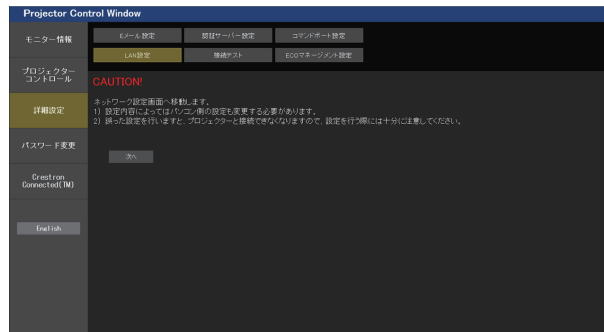 Projector Control Window
モニター情報
プロジェクター
コントロール
詳細設定
パスワード変更
Crestron
Connected(TM)
English
Eメール設定
認証サーバー設定
コマンドポート設定
LAN設定
接続テスト
ECOマネージメント設定
CAUTION!
ネットワーク設定画面へ移動します。
1) 設定内容によってはパソコン側の設定も変更する必要があります。
2) 誤った設定を行いますと、プロジェクターと接続できなくなりますので、設定を行う際には十分に注意してください。
次へ